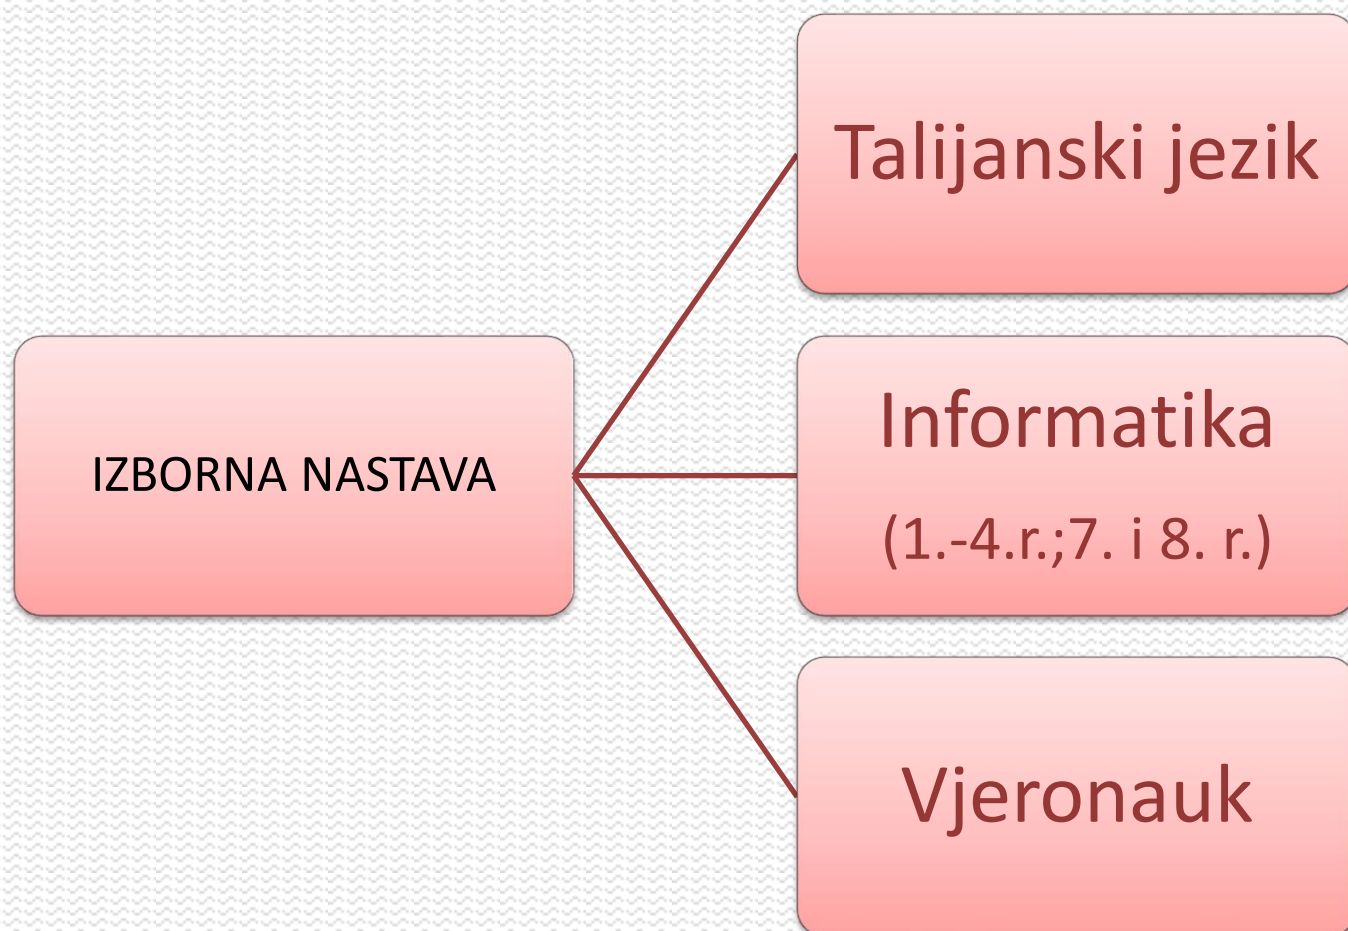 IZBORNA NASTAVA
Talijanski jezik
Informatika
(1.-4.r.;7. i 8. r.)
Vjeronauk